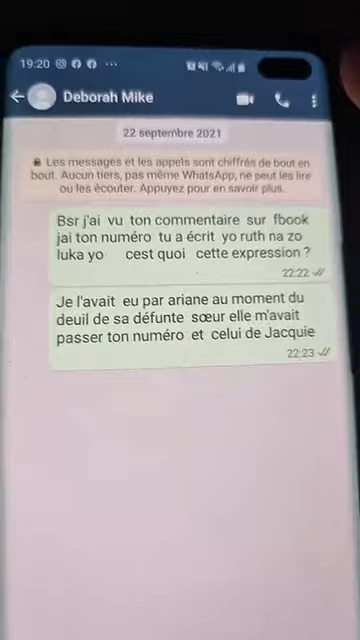 19:20
Deborah Mike
22 septembre 2021
Les messages et les appels sont chiffrés de bout en
bout. Aucun tiers, pas même WhatsApp, ne peut les lire
ou les écouter. Appuyez pour en savoir plus.
Bsr j'ai vu ton commentaire sur fbook
jai ton numéro tu a écrit yo ruth na zo
luka yo cest quoi cette expression ?
22:22
Je l'avait eu par ariane au moment du
deuil de sa défunte sœur elle m'avait
passer ton numéro et celui de Jacquie
22:23